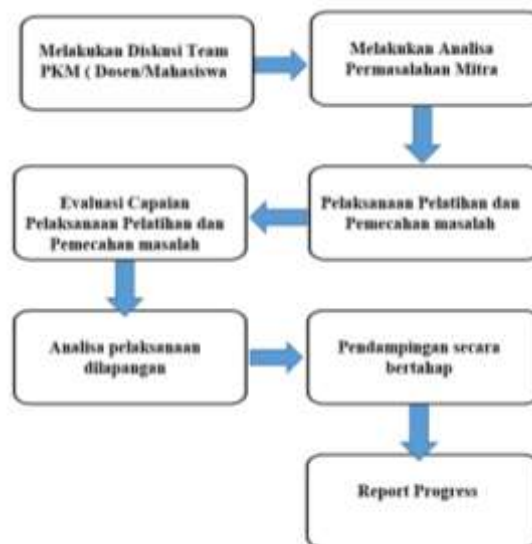 Melakukan Diskusi Team
PKM ( Dosen/Mahasiswa
Melakukan Analisa
Permasalahan Mitra
Pelaksanaan Pelatihan dan
Pemecahan masalah
Evaluasi Capaian
Pelaksanaan Pelatihan dan
Pemecahan masalah
Analisa pelaksanaan
dilapangan
Pendampingan secara
bertahap
Report Progress